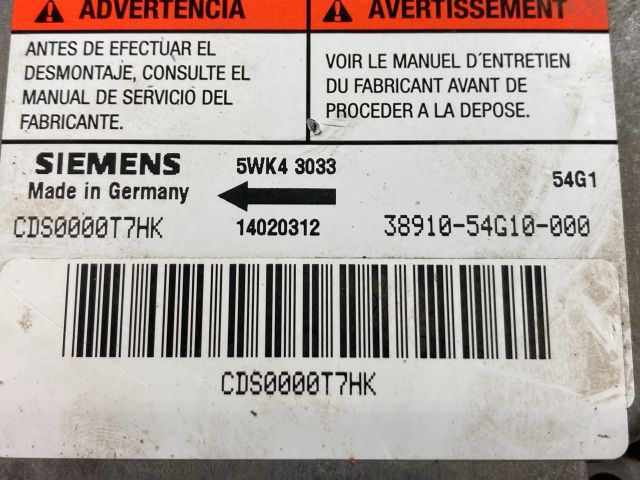 ADVERTENCIA
ANTES DE EFECTUAR EL
DESMONTAJE, CONSULTE EL
MANUAL DE SERVICIO DEL
FABRICANTE.
AVERTISSEMENT
VOIR LE MANUEL D'ENTRETIEN
DU FABRICANT AVANT DE
PROCEDER A LA DEPOSE.
SIEMENS 5WK4 3033
Made in Germany 54G1
CDS0000T7HK 14020312 38910-54G10-000
CDS0000T7HK